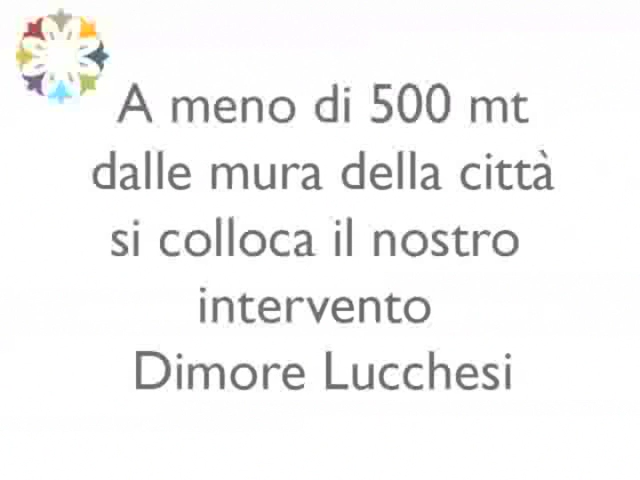 A meno di 500 mt
dalle mura della città
si colloca il nostro
intervento
Dimore Lucchesi